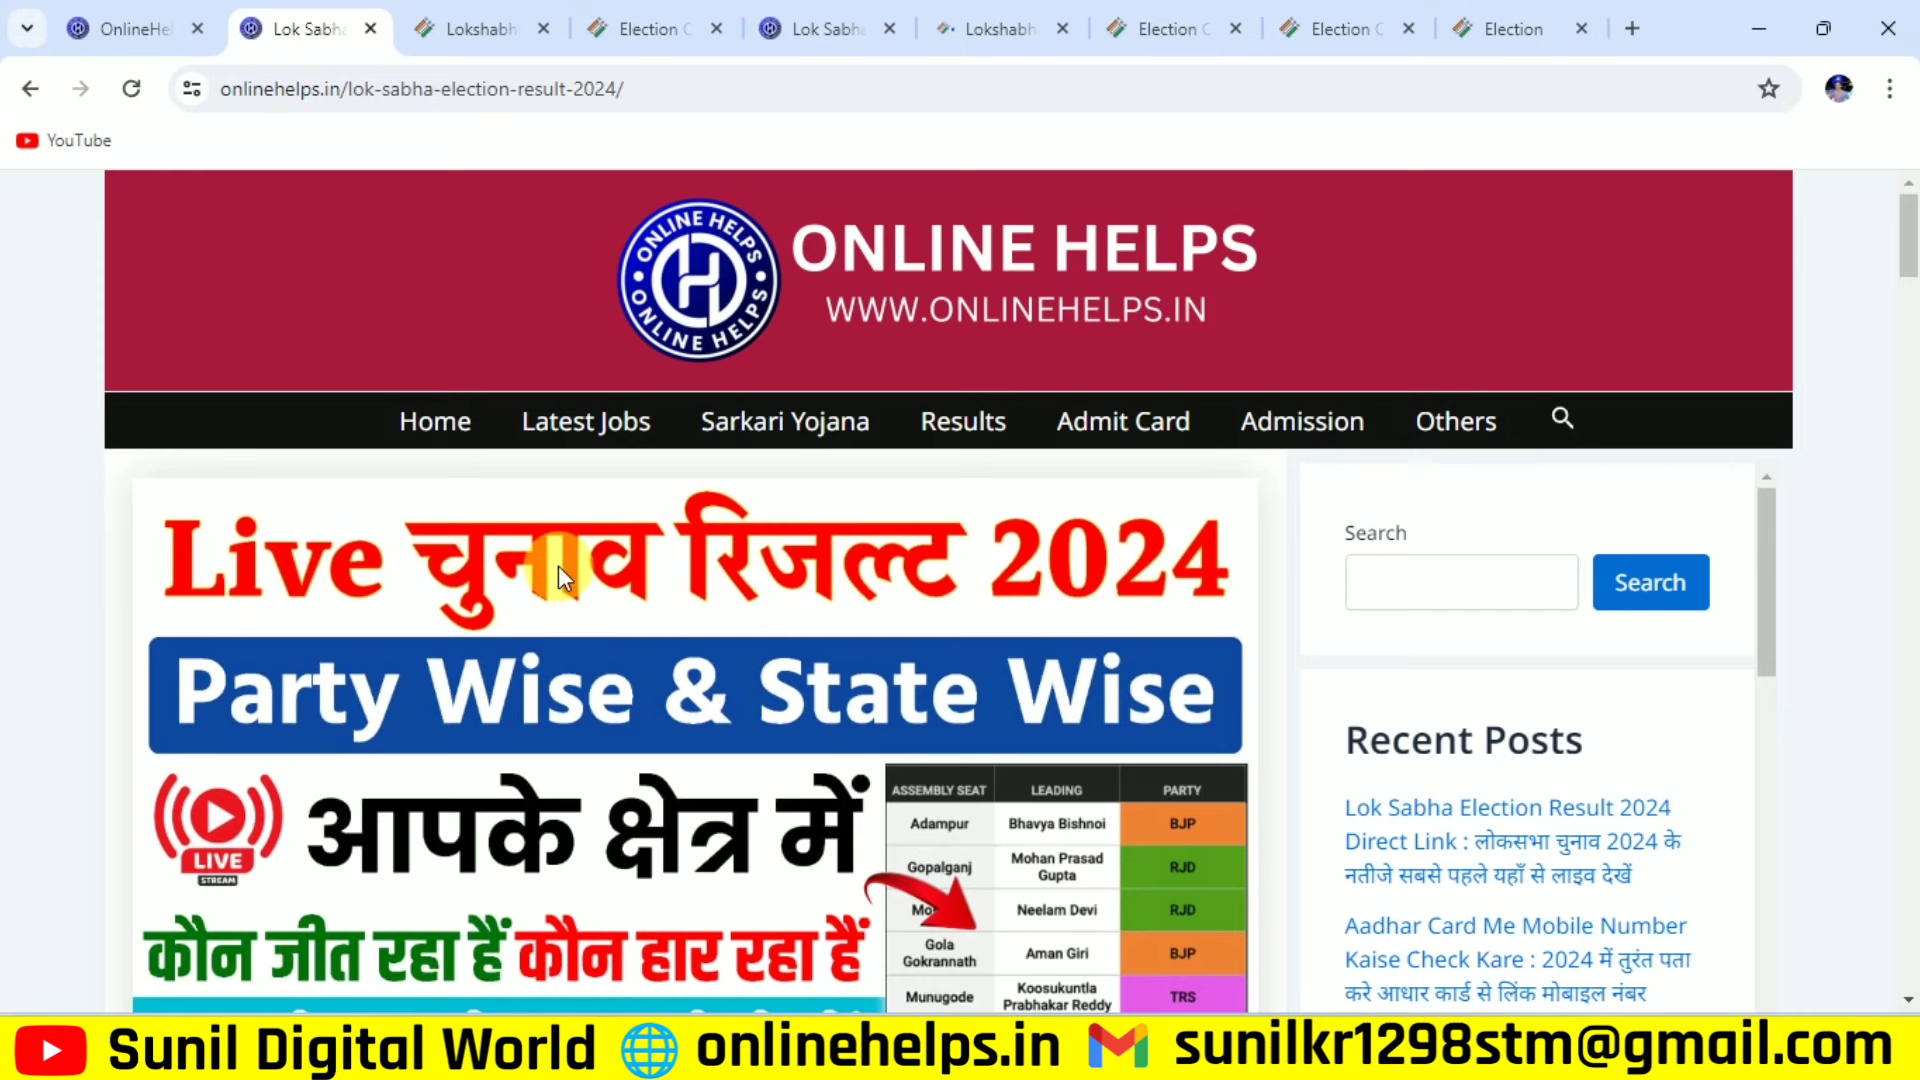 OnlineHel
Lok Sabha
Lokshabh
Election C
Lok Sabha
Lokshabh
Election C
Election C
Election
onlinehelps.in/lok-sabha-election-result-2024/
YouTube
ONLINE HELPS
ONLINE HELPS
ONLINE HELPS
WWW.ONLINEHELPS.IN
Home Latest Jobs Sarkari Yojana Results Admit Card Admission Others
Live चुनाव रिजल्ट 2024
Party Wise & State Wise
LIVE
STREAM
आपके क्षेत्र में
कौन जीत रहा हैं कौन हार रहा हैं
ASSEMBLY SEAT LEADING PARTY
Adampur Bhavya Bishnoi BJP
Gopalganj Mohan Prasad Gupta RJD
Neelam Devi RJD
Gola Gokrannath Aman Giri BJP
Munugode Koosukuntla Prabhakar Reddy TRS
Search
Search
Recent Posts
Lok Sabha Election Result 2024
Direct Link : लोकसभा चुनाव 2024 के
नतीजे सबसे पहले यहाँ से लाइव देखें
Aadhar Card Me Mobile Number
Kaise Check Kare : 2024 में तुरंत पता
करे आधार कार्ड से लिंक मोबाइल नंबर
Sunil Digital World onlinehelps.in sunilkr1298stm@gmail.com